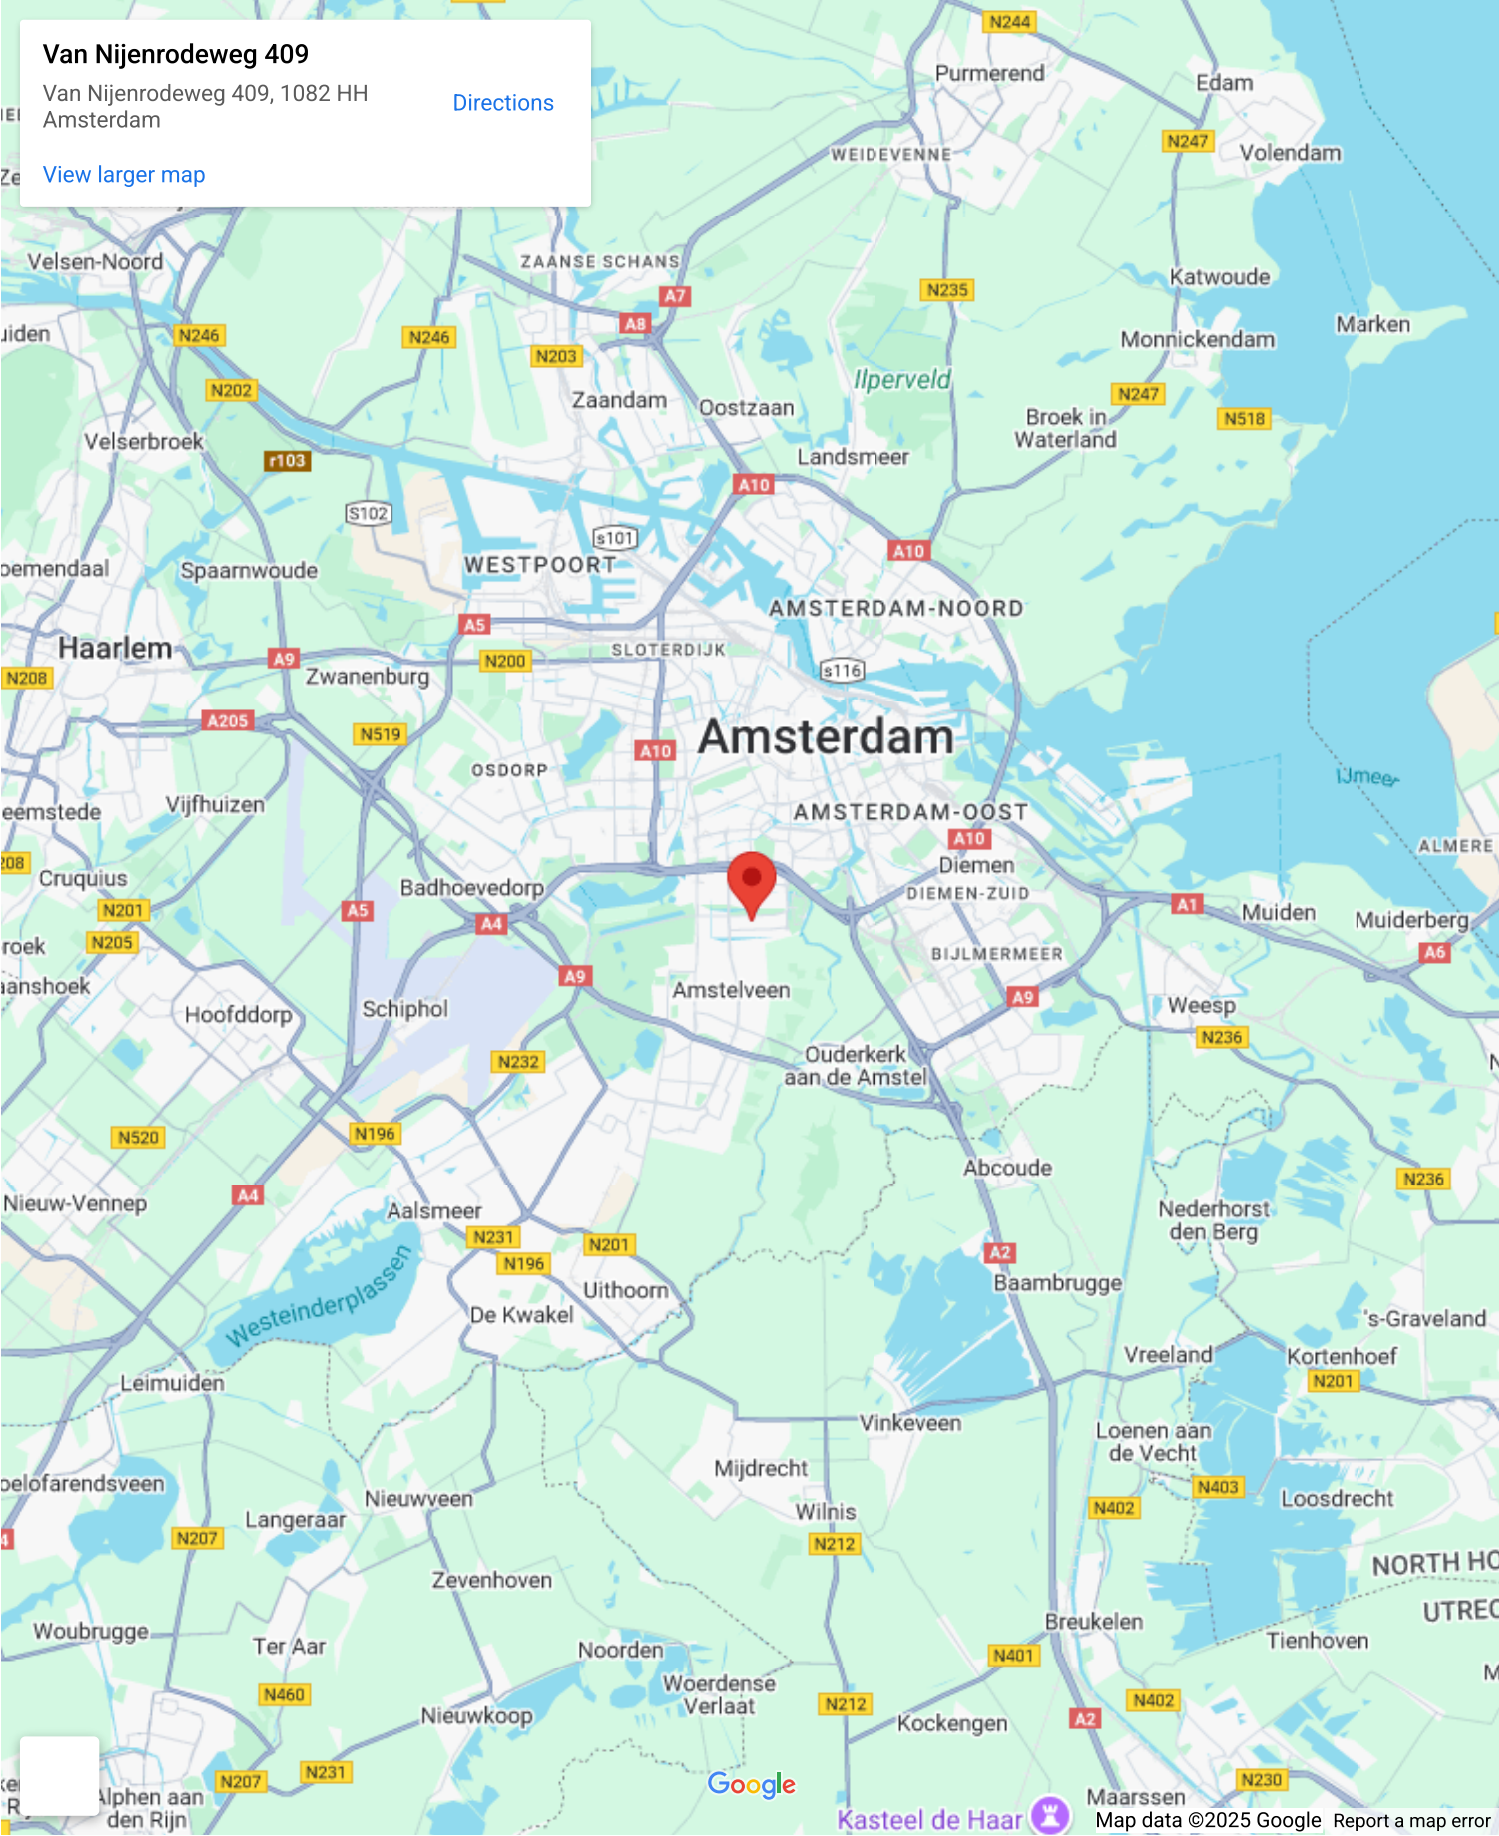 Van Nijenrodeweg 409
Van Nijenrodeweg 409, 1082 HH
Amsterdam
Directions
View larger map
N244
Purmerend
Edam
N247
WEIDEVENNE
Volendam
Velsen-Noord
ZAANSE SCHANS
Katwoude
A7
N235
A8
Marken
N246
N246
Monnickendam
N203
Ilperveld
N202
N247
Zaandam
Oostzaan
Broek in
Waterland
N518
Velserbroek
Landsmeer
r103
A10
S102
s101
A10
WESTPOORT
Spaarnwoude
AMSTERDAM-NOORD
A5
Haarlem
SLOTERDIJK
A9
N200
s116
N208
Zwanenburg
A205
N519
Amsterdam
A10
OSDORP
IJmeer
Vijfhuizen
AMSTERDAM-OOST
A10
ALMERE
Diemen
Cruquius
Badhoevedorp
DIEMEN-ZUID
N201
A5
A1
Muiden
A4
Muiderberg
N205
BIJLMERMEER
A6
A9
Amstelveen
A9
Schiphol
Weesp
Hoofddorp
N236
Ouderkerk
aan de Amstel
N232
N196
N520
Abcoude
N236
A4
Nieuw-Vennep
Aalsmeer
Nederhorst
den Berg
N231
N201
A2
N196
Westeinderplassen
Baambrugge
Uithoorn
De Kwakel
's-Graveland
Vreeland
Kortenhoef
Leimuiden
N201
Vinkeveen
Loenen aan
de Vecht
Mijdrecht
N403
Nieuwveen
Loosdrecht
N402
Langeraar
Wilnis
N207
N212
NORTH HO
Zevenhoven
UTREC
Breukelen
Woubrugge
Tienhoven
Ter Aar
Noorden
N401
Woerdense
Verlaat
N460
N402
N212
Nieuwkoop
A2
Kockengen
N231
N207
Google
N230
Alphen aan
den Rijn
Maarssen
Kasteel de Haar
Map data ©2025 Google
Report a map error